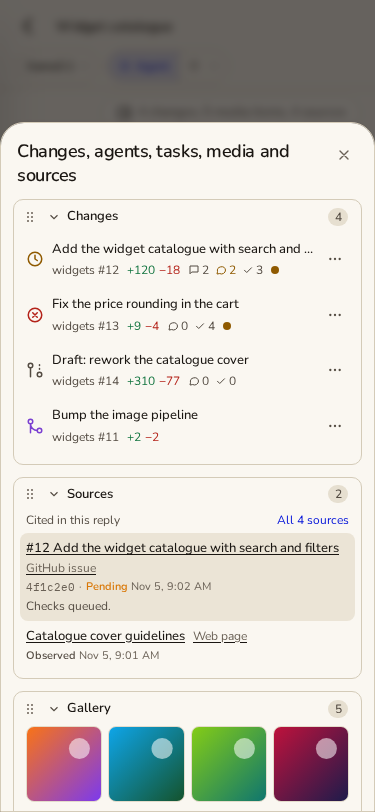 Changes, agents, tasks, media and
sources
Changes 4
Add the widget catalogue with search and ...
widgets #12 +120 −18 2 2 3
Fix the price rounding in the cart
widgets #13 +9 −4 0 4
Draft: rework the catalogue cover
widgets #14 +310 −77 0 0
Bump the image pipeline
widgets #11 +2 −2
Sources 2
Cited in this reply All 4 sources
#12 Add the widget catalogue with search and filters
GitHub issue
4f1c2e0 · Pending Nov 5, 9:02 AM
Checks queued.
Catalogue cover guidelines Web page
Observed Nov 5, 9:01 AM
Gallery 5